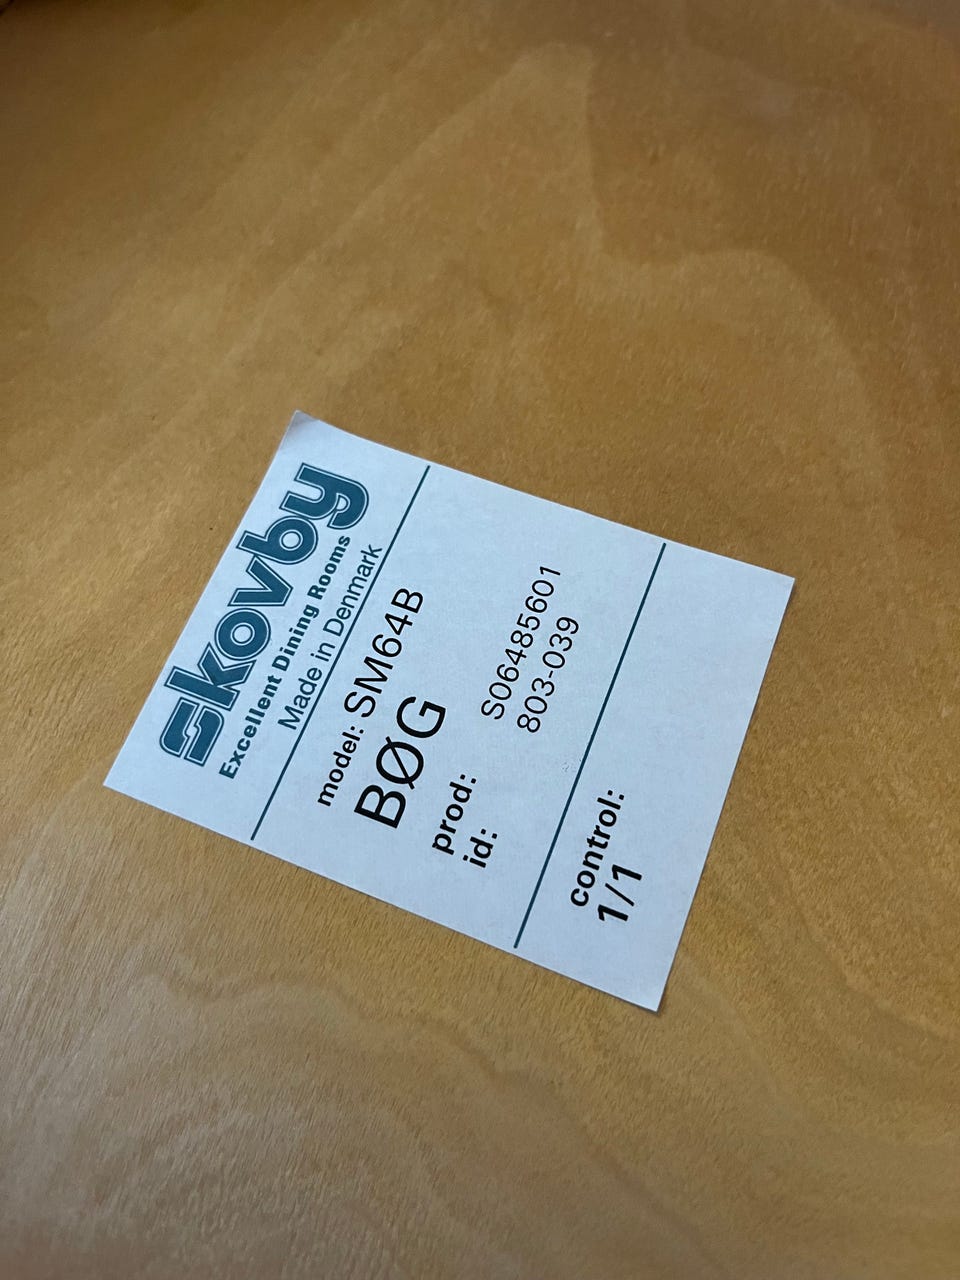 skovby
Excellent Dining Rooms
Made in Denmark
model: SM64B
BØG
prod: S06485601
id: 803-039
control:
1/1